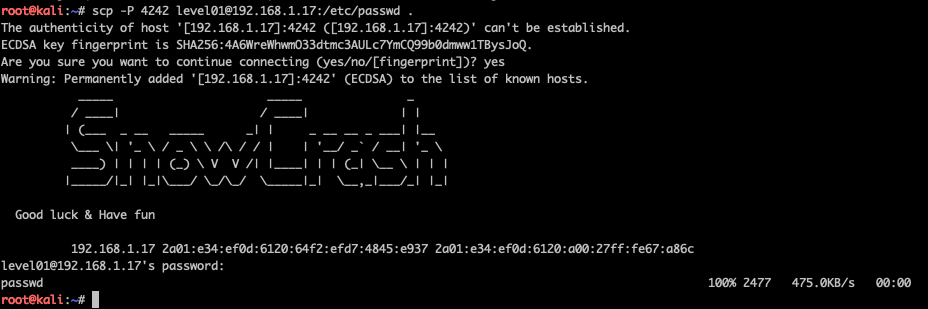 root@kali:~# scp -P 4242 level01@192.168.1.17:/etc/passwd .
The authenticity of host '[192.168.1.17]:4242 ([192.168.1.17]:4242)' can't be established.
ECDSA key fingerprint is SHA256:4A6WreWhwmO33dtmc3AULc7YmCQ99b0dmww1TBysJoQ.
Are you sure you want to continue connecting (yes/no/[fingerprint])? yes
Warning: Permanently added '[192.168.1.17]:4242' (ECDSA) to the list of known hosts.
SnowCrash
Good luck & Have fun
192.168.1.17 2a01:e34:ef0d:6120:64f2:efd7:4845:e937 2a01:e34:ef0d:6120:a00:27ff:fe67:a86c
level01@192.168.1.17's password:
passwd 100% 2477 475.0KB/s 00:00
root@kali:~#